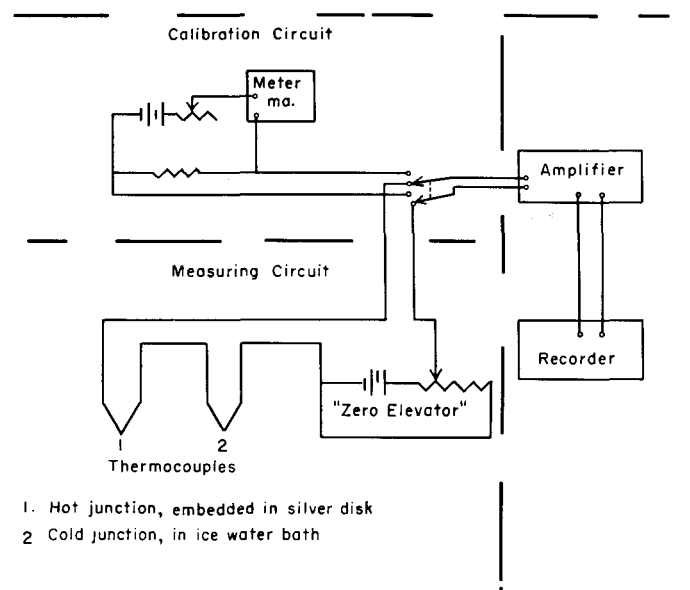 Calibration Circuit
Meter
ma.
Amplifier
Measuring Circuit
Recorder
"Zero Elevator"
1 2
Thermocouples
1. Hot junction, embedded in silver disk
2 Cold junction, in ice water bath